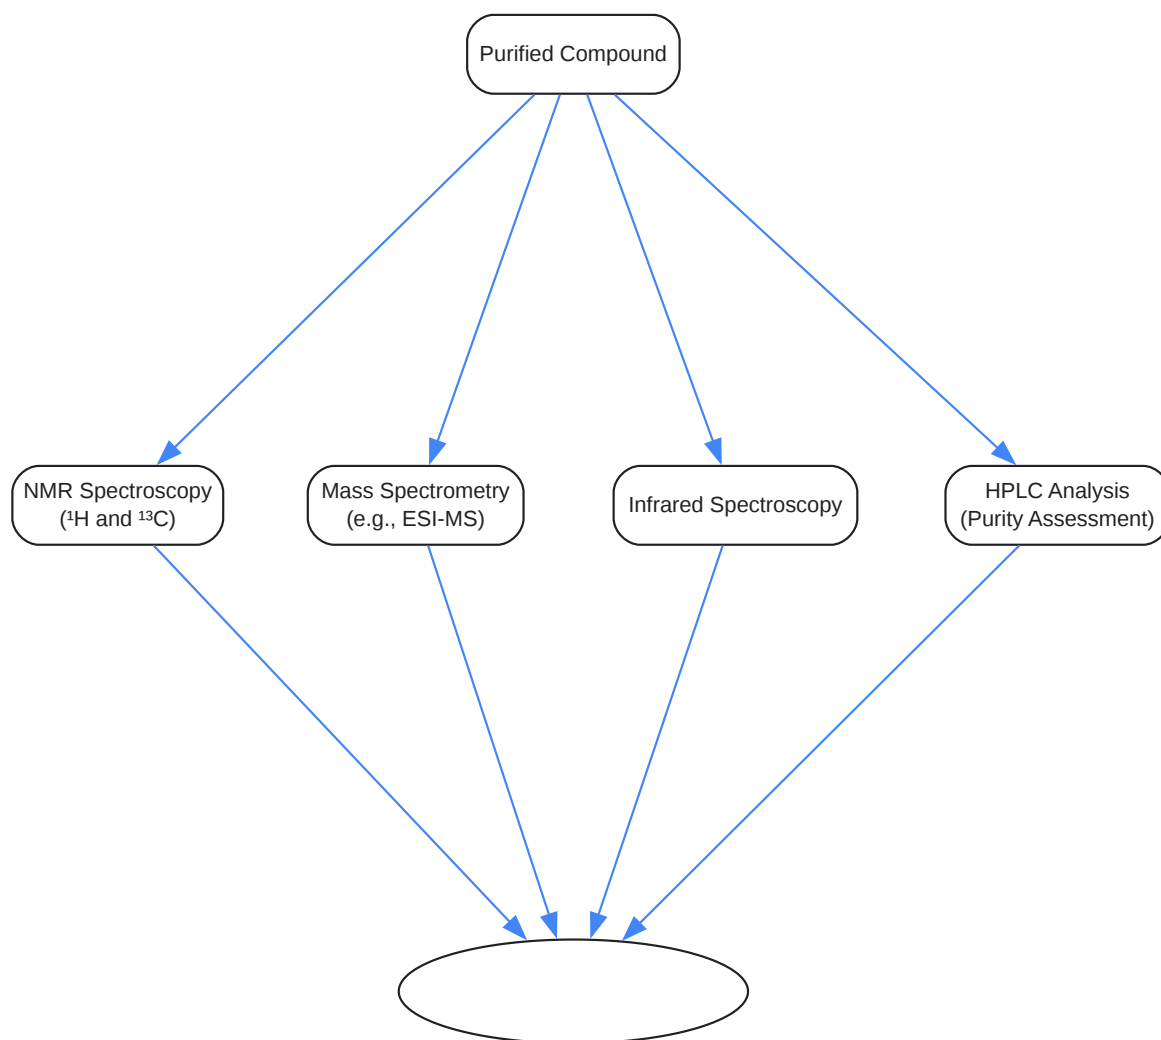 Purified Compound
NMR Spectroscopy
(¹H and ¹³C)
Mass Spectrometry
(e.g., ESI-MS)
Infrared Spectroscopy
HPLC Analysis
(Purity Assessment)